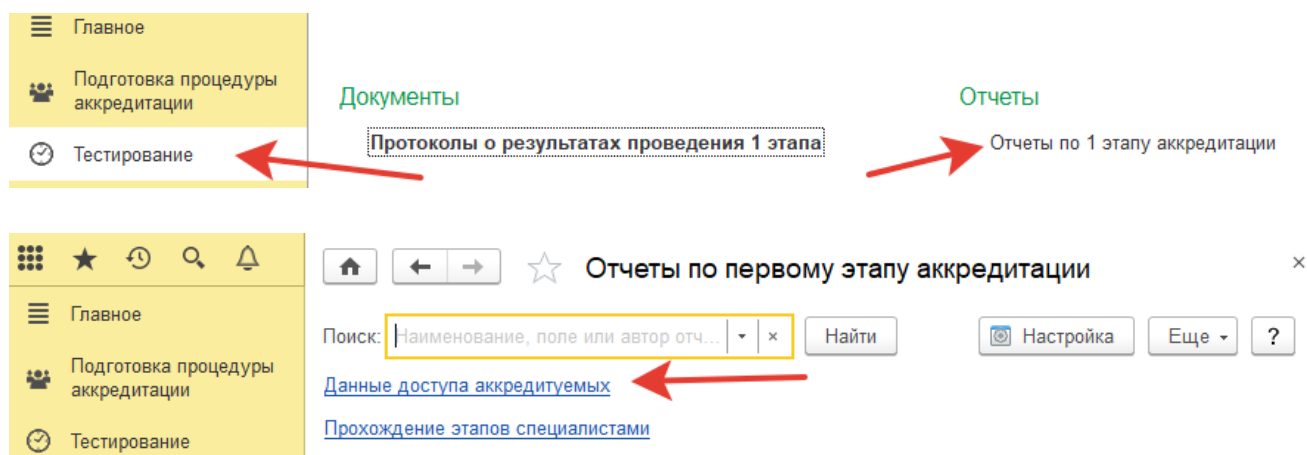 Главное
Подготовка процедуры
аккредитации
Тестирование
Документы
Протоколы о результатах проведения 1 этапа
Отчеты
Отчеты по 1 этапу аккредитации
Отчеты по первому этапу аккредитации
Главное
Подготовка процедуры
аккредитации
Тестирование
Поиск: Наименование, поле или автор отч... Найти Настройка Еще ?
Данные доступа аккредитуемых
Прохождение этапов специалистами